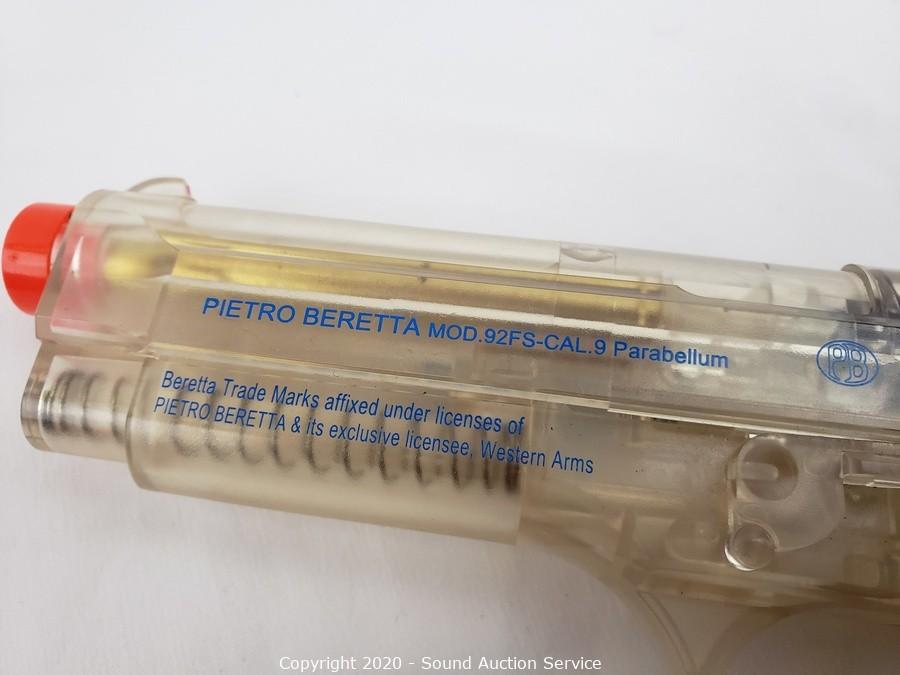 PIETRO BERETTA MOD.92FS-CAL.9 Parabellum
PB
Beretta Trade Marks affixed under licenses of
PIETRO BERETTA & its exclusive licensee, Western Arms
Copyright 2020 - Sound Auction Service